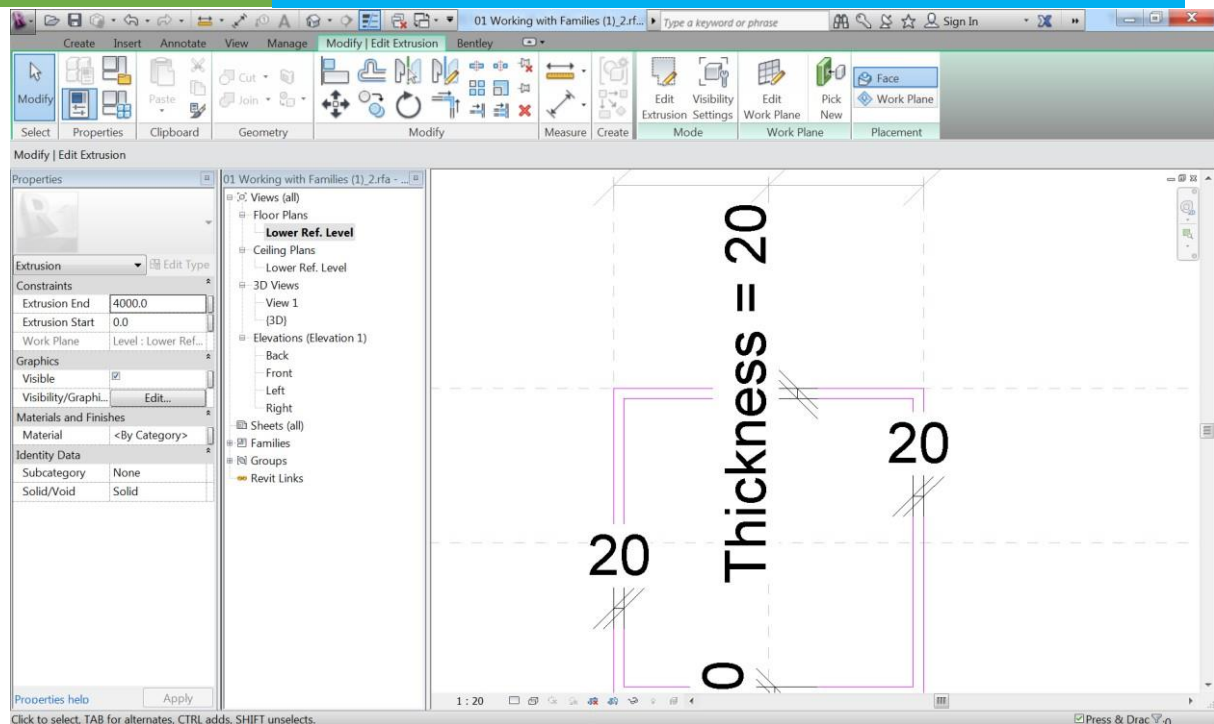 01 Working with Families (1)_2.rf...
Type a keyword or phrase
Sign In
Create Insert Annotate View Manage Modify | Edit Extrusion Bentley
Modify
Paste
Cut
Join
Edit Extrusion
Visibility Settings
Edit Work Plane
Pick New
Face
Work Plane
Select Properties Clipboard Geometry Modify Measure Create Mode Work Plane Placement
Modify | Edit Extrusion
Properties
Extrusion Edit Type
Constraints
Extrusion End 4000.0
Extrusion Start 0.0
Work Plane Level : Lower Ref...
Graphics
Visible
Visibility/Graphi... Edit...
Materials and Finishes
Material <By Category>
Identity Data
Subcategory None
Solid/Void Solid
Properties help Apply
01 Working with Families (1)_2.rfa - ...
Views (all)
Floor Plans
Lower Ref. Level
Ceiling Plans
Lower Ref. Level
3D Views
View 1
{3D}
Elevations (Elevation 1)
Back
Front
Left
Right
Sheets (all)
Families
Groups
Revit Links
Thickness = 20
20
20
0
1 : 20
Click to select, TAB for alternates, CTRL adds, SHIFT unselects.
Press & Drag
:0